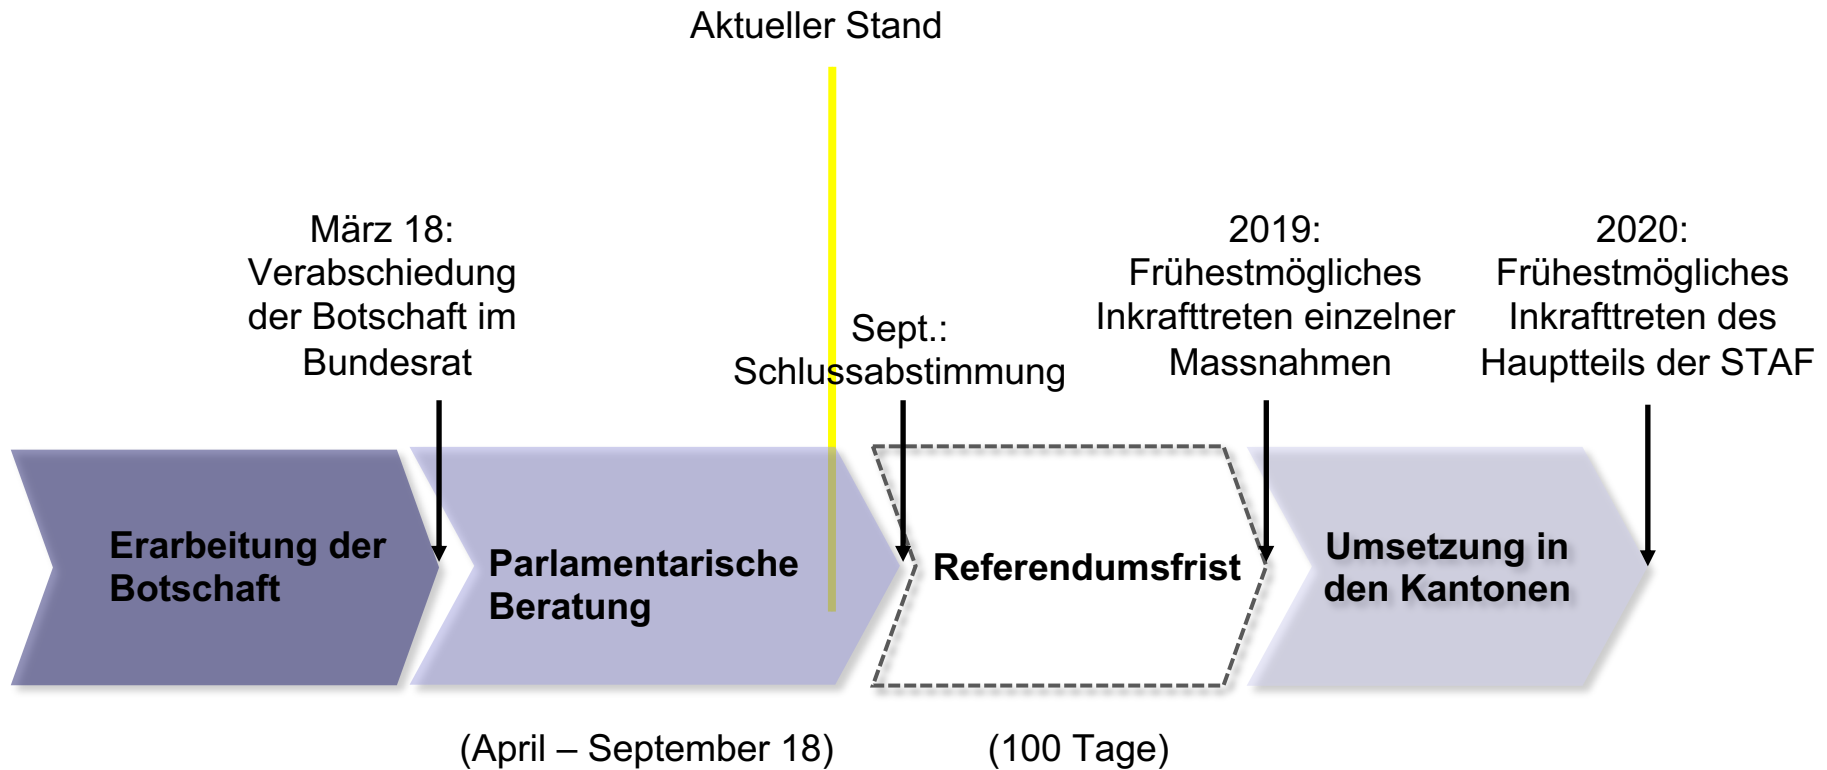 Aktueller Stand
März 18:
Verabschiedung
der Botschaft im
Bundesrat
Sept.:
Schlussabstimmung
2019:
Frühestmögliches
Inkrafttreten einzelner
Massnahmen
2020:
Frühestmögliches
Inkrafttreten des
Hauptteils der STAF
Erarbeitung der
Botschaft
Parlamentarische
Beratung
Referendumsfrist
Umsetzung in
den Kantonen
(April – September 18)
(100 Tage)